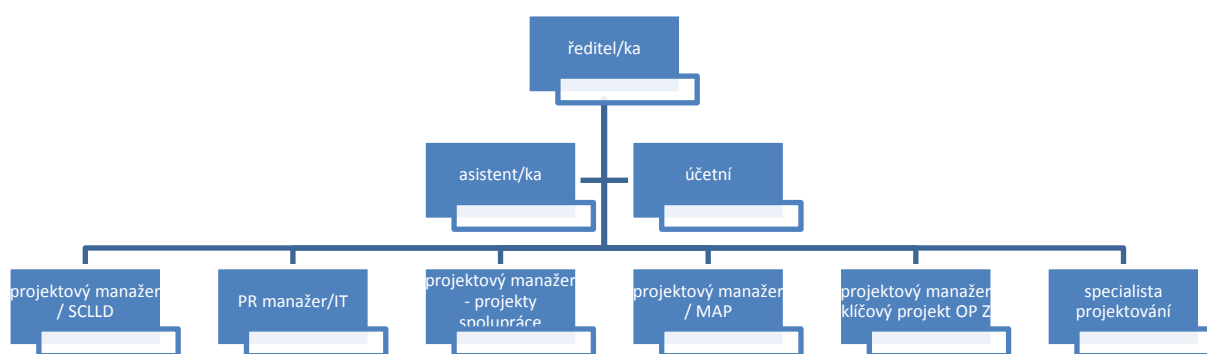 ředitel/ka
asistent/ka
účetní
projektový manažer
/ SCLLD
PR manažer/IT
projektový manažer
- projekty
spolupráce
projektový manažer
/ MAP
projektový manažer
klíčový projekt OP Z
specialista
projektování